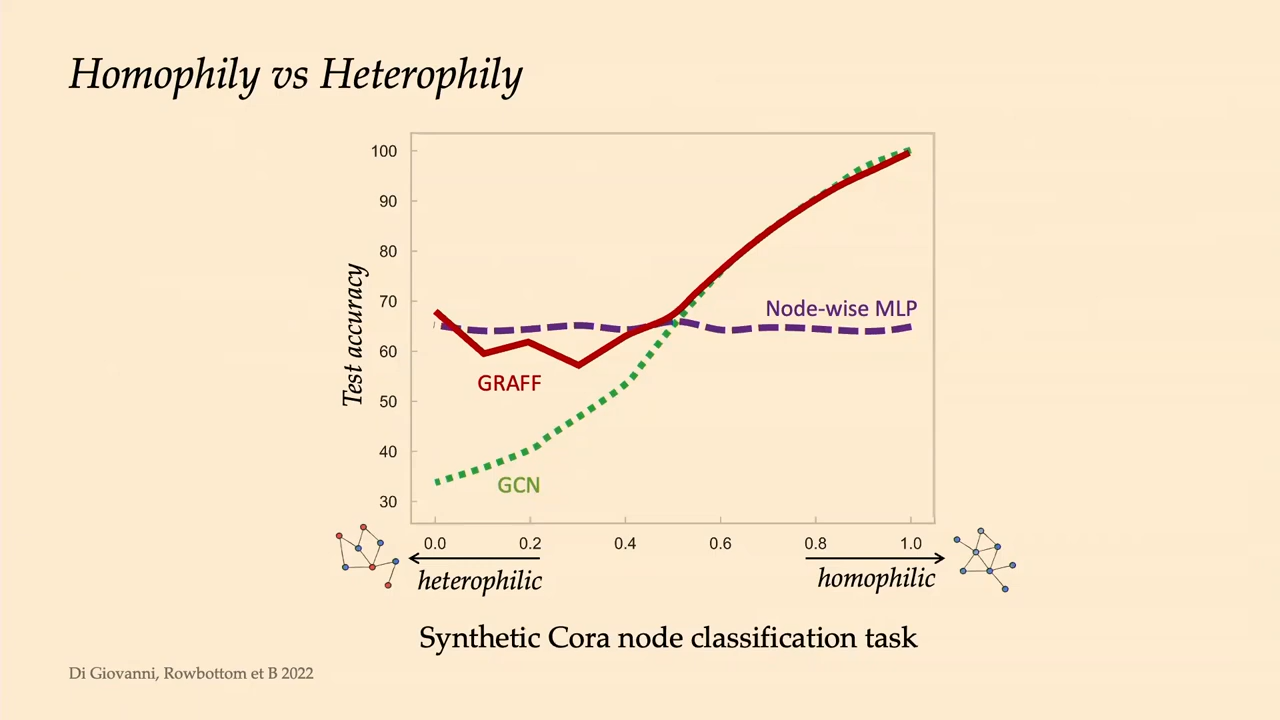 Homophily vs Heterophily
100
90
80
70
60
50
40
30
Test accuracy
Node-wise MLP
GRAFF
GCN
0.0 0.2 0.4 0.6 0.8 1.0
heterophilic homophilic
Synthetic Cora node classification task
Di Giovanni, Rowbottom et B 2022